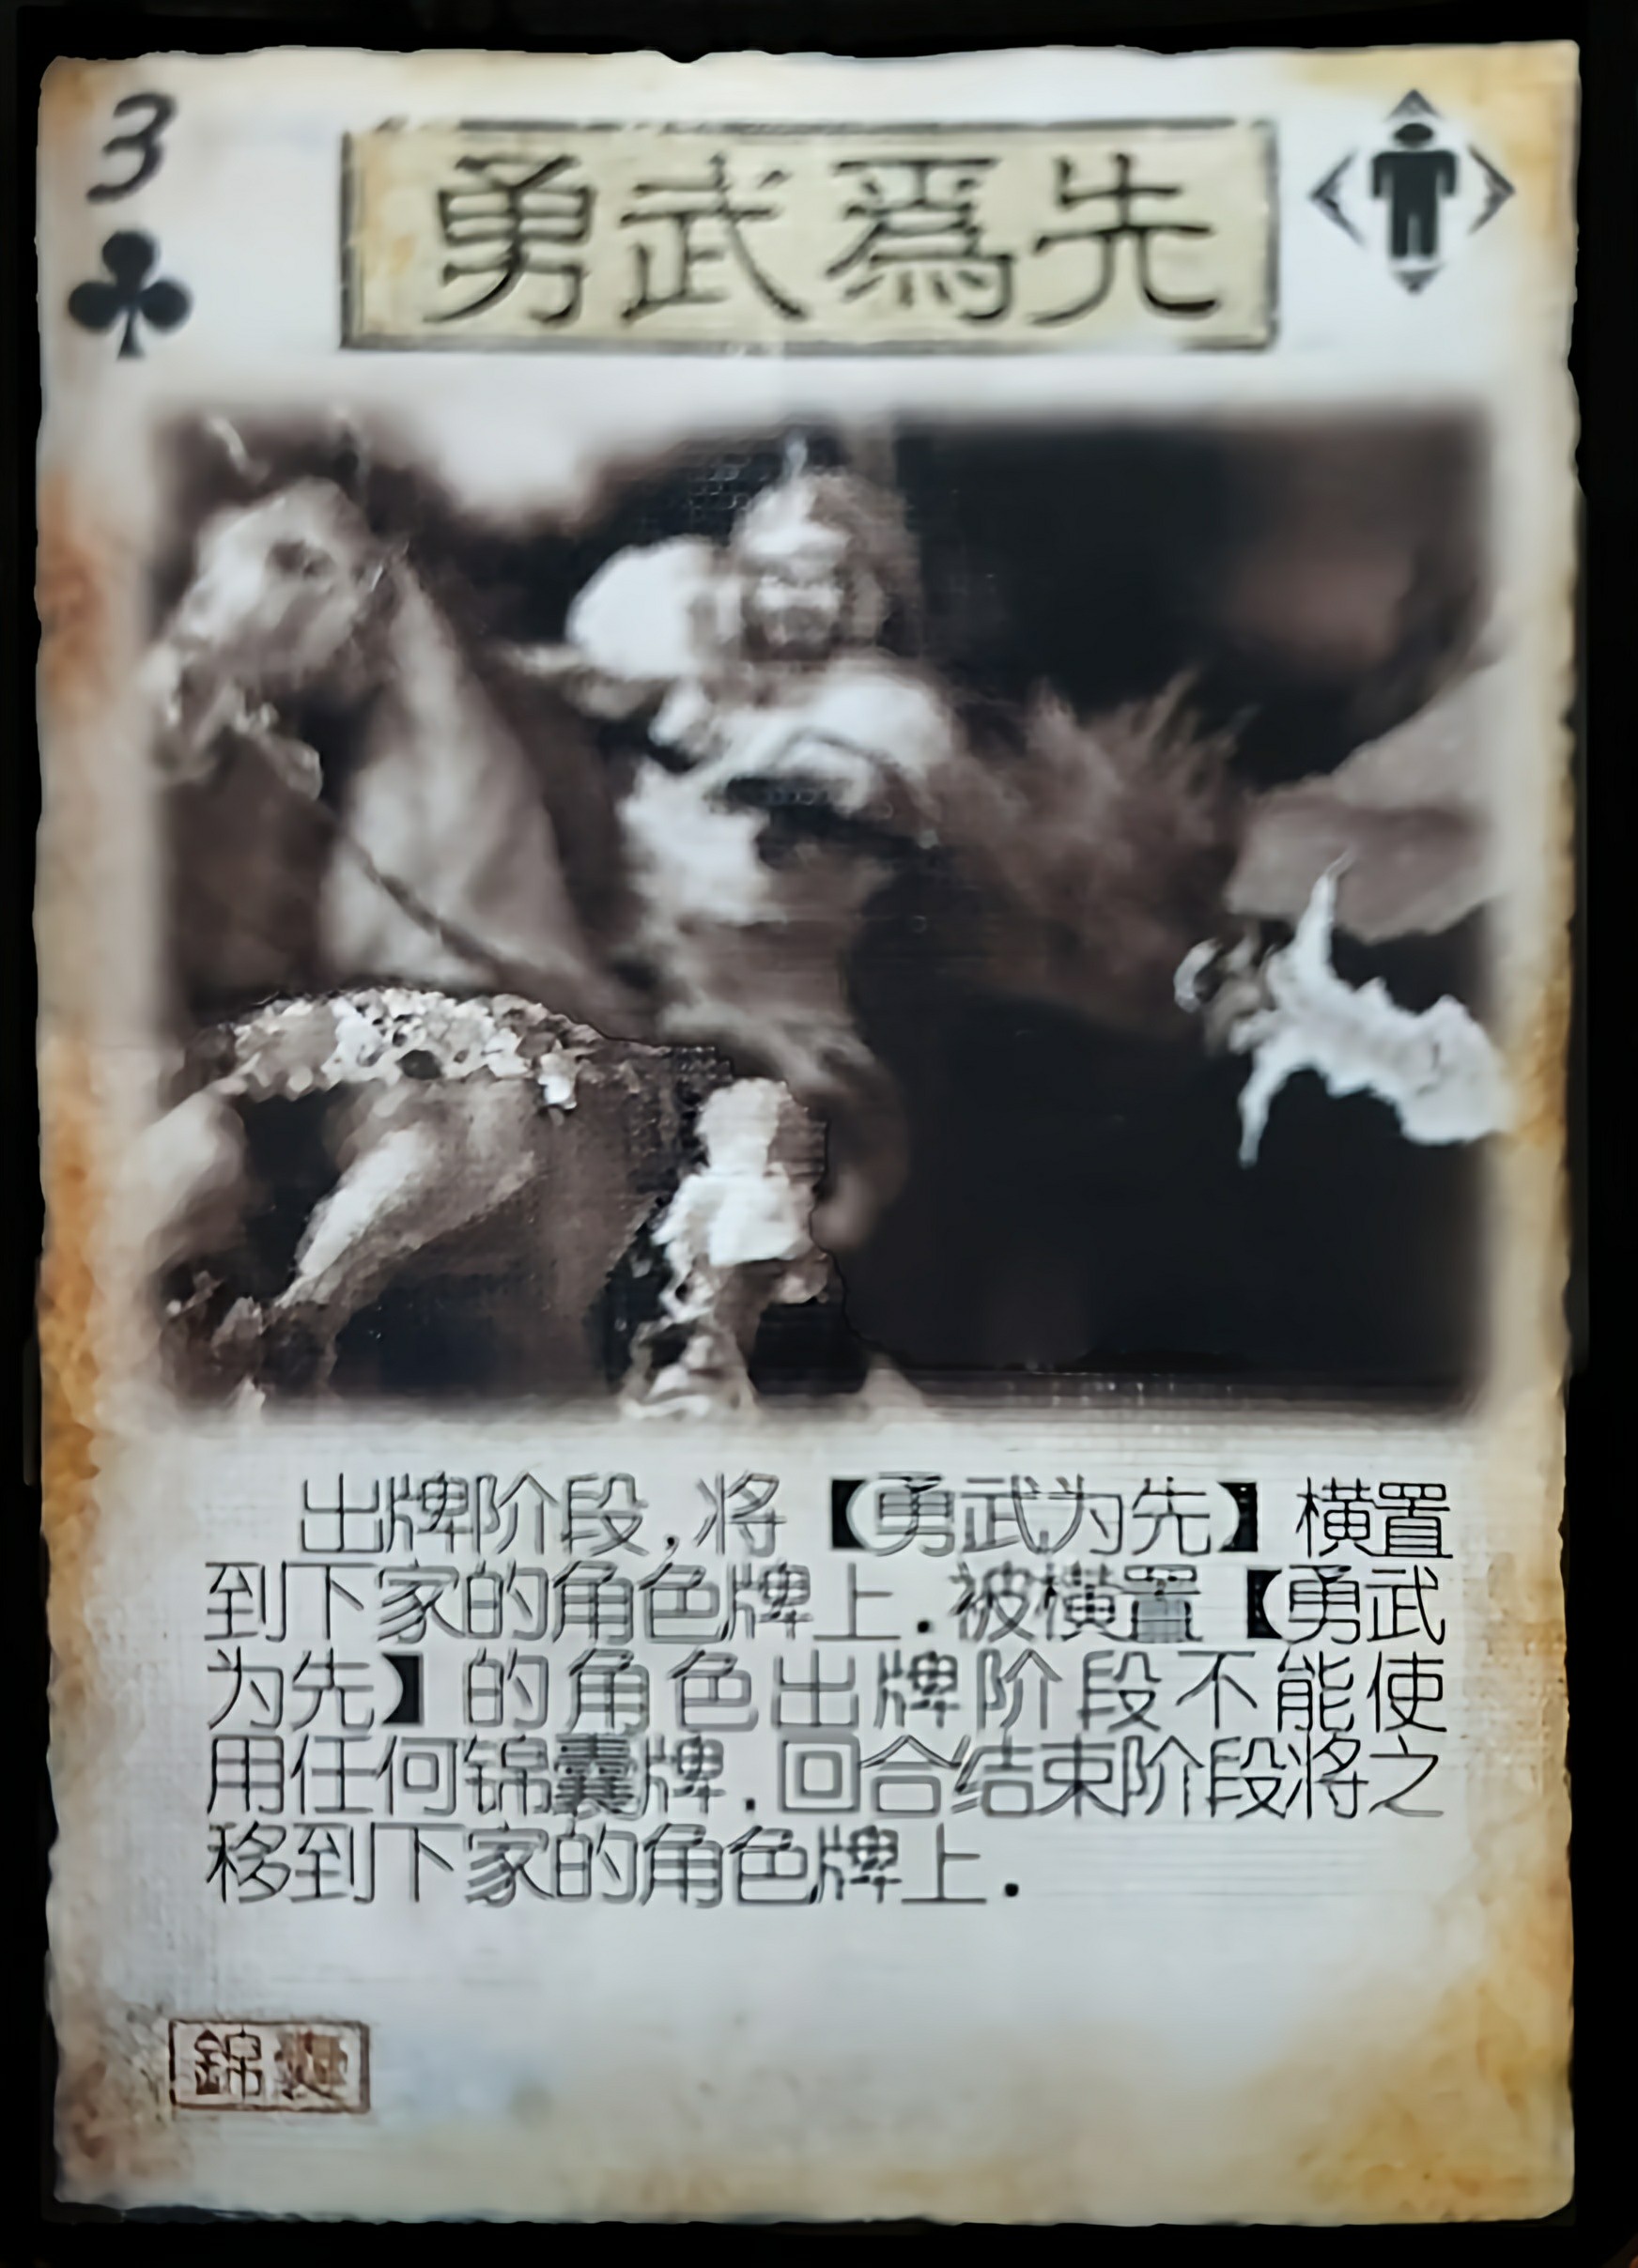 3
勇武爲先
出牌阶段,将【勇武为先】横置
到下家的角色牌上.被横置【勇武
为先】的角色出牌阶段不能使
用任何锦囊牌.回合结束阶段将之
移到下家的角色牌上.
錦